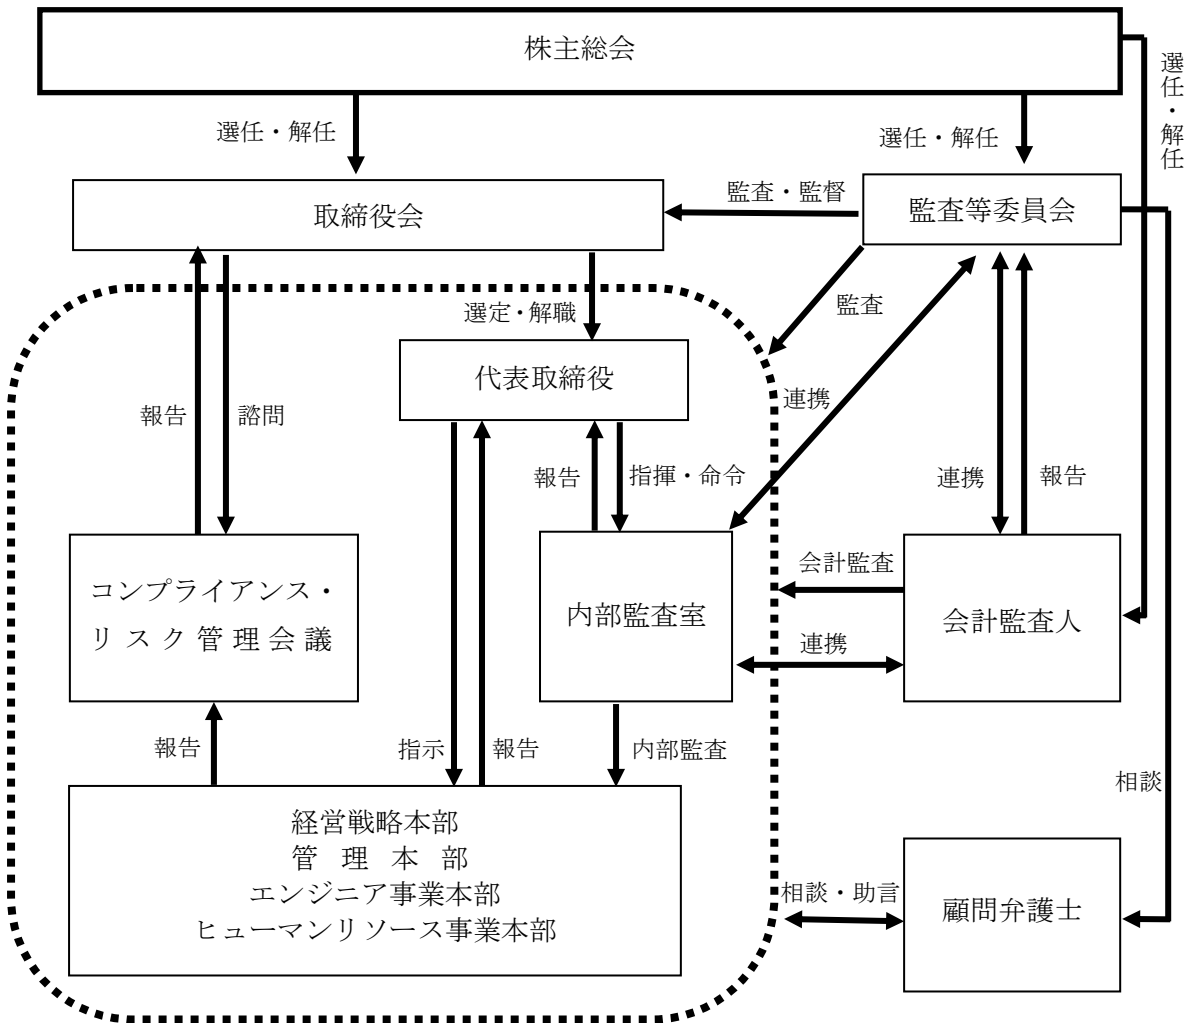 株主総会
選任・解任
選任・解任
選任・解任
監査・監督
監査等委員会
取締役会
選定・解職
監査
代表取締役
連携
報告
諮問
報告
指揮・命令
連携
報告
会計監査
コンプライアンス・
リスク管理会議
内部監査室
会計監査人
連携
報告
指示
報告
内部監査
相談
経営戦略本部
管理本部
エンジニア事業本部
ヒューマンリソース事業本部
相談・助言
顧問弁護士